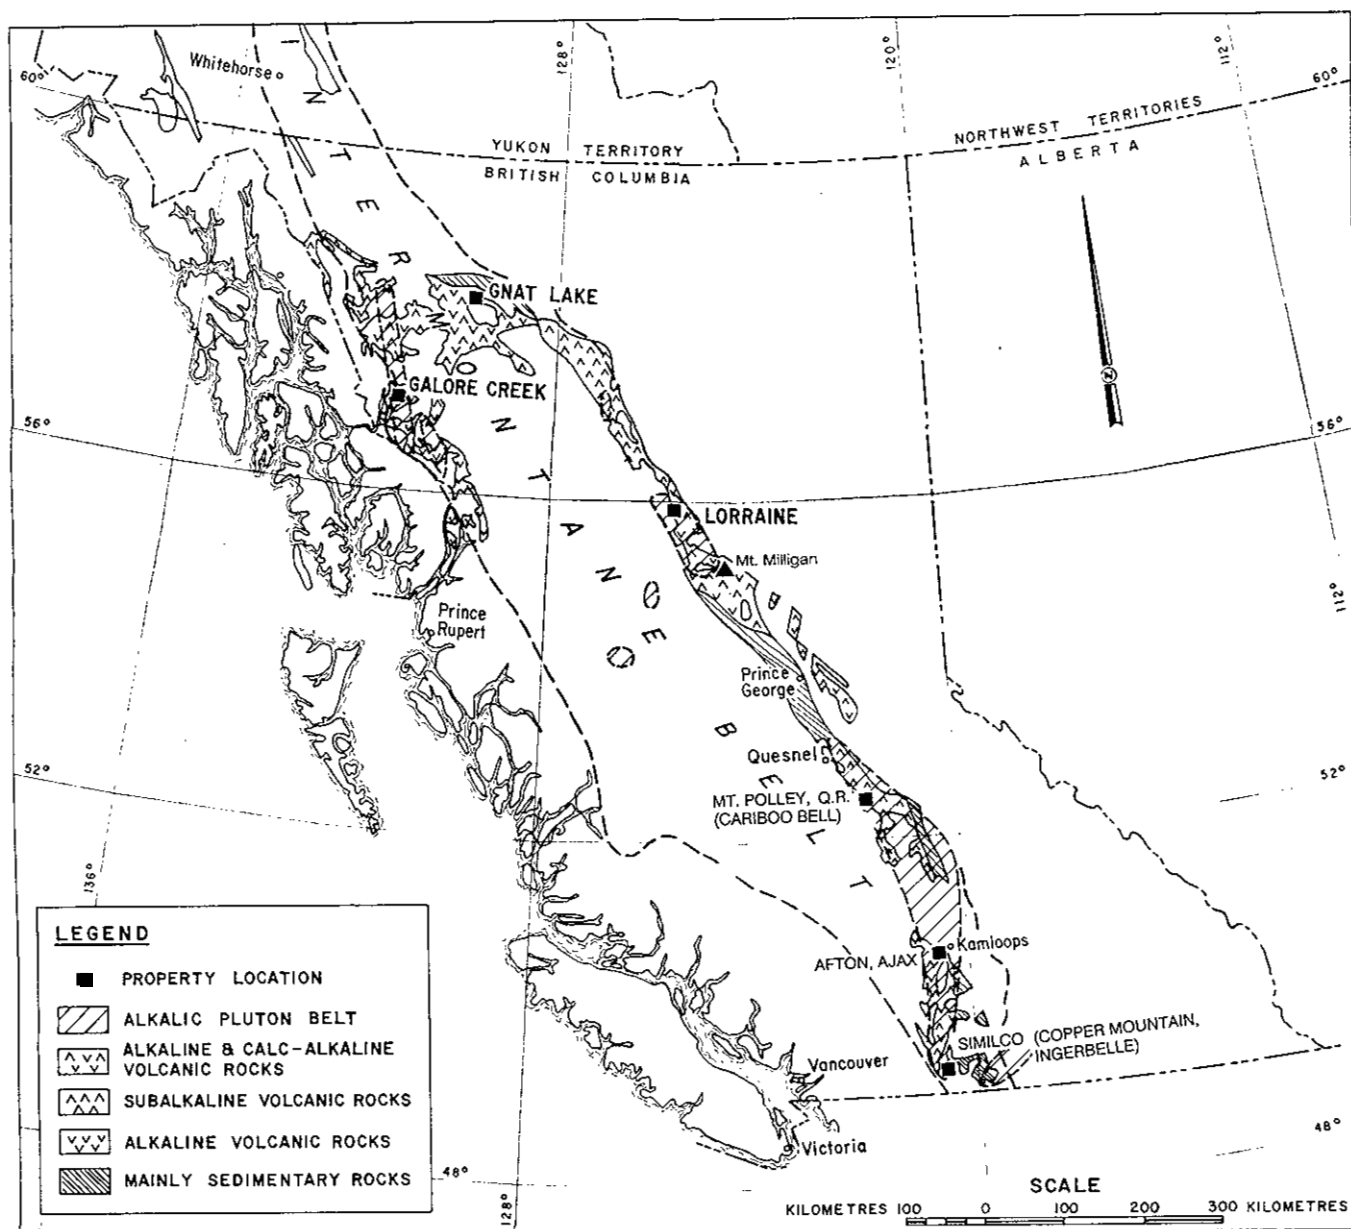 128°
120°
112°
60°
Whitehorse
60°
YUKON TERRITORY
BRITISH COLUMBIA
NORTHWEST TERRITORIES
ALBERTA
INTERMONTANE BELT
GNAT LAKE
GALORE CREEK
N
56°
56°
LORRAINE
Mt. Milligan
112°
Prince
Rupert
Prince
George
Quesnel
52°
52°
MT. POLLEY, Q.R.
(CARIBOO BELL)
136°
Kamloops
AFTON, AJAX
SIMILCO (COPPER MOUNTAIN,
INGERBELLE)
Vancouver
Victoria
48°
48°
128°
LEGEND
PROPERTY LOCATION
ALKALIC PLUTON BELT
ALKALINE & CALC-ALKALINE
VOLCANIC ROCKS
SUBALKALINE VOLCANIC ROCKS
ALKALINE VOLCANIC ROCKS
MAINLY SEDIMENTARY ROCKS
SCALE
KILOMETRES 100 0 100 200 300 KILOMETRES